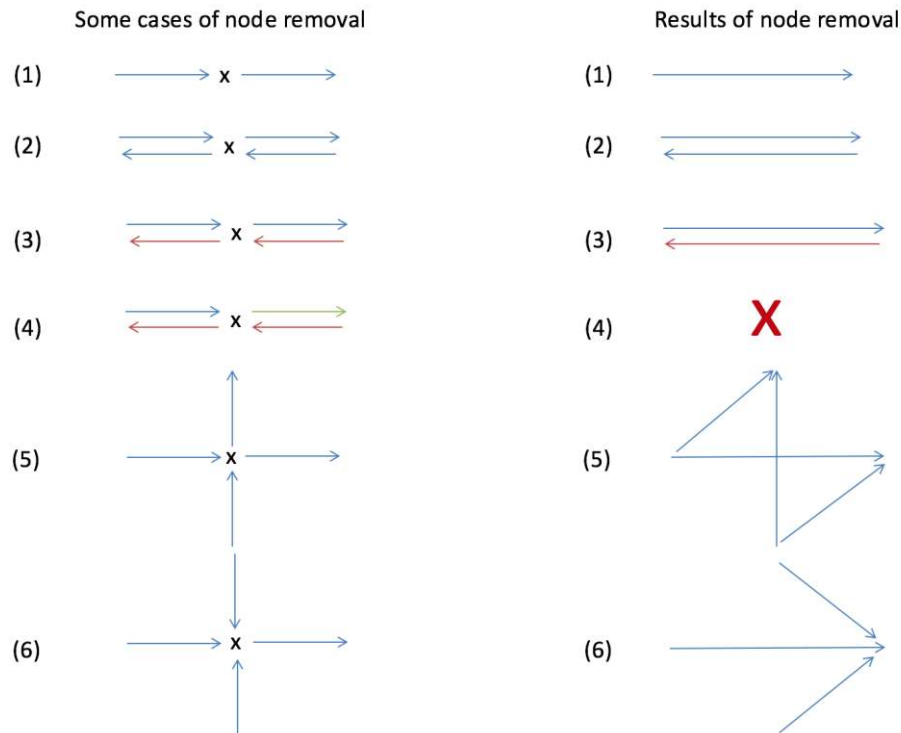 Some cases of node removal
Results of node removal
(1) x
(1)
(2) x
(2)
(3) x
(3)
(4) x
(4) X
(5) x
(5)
(6) x
(6)